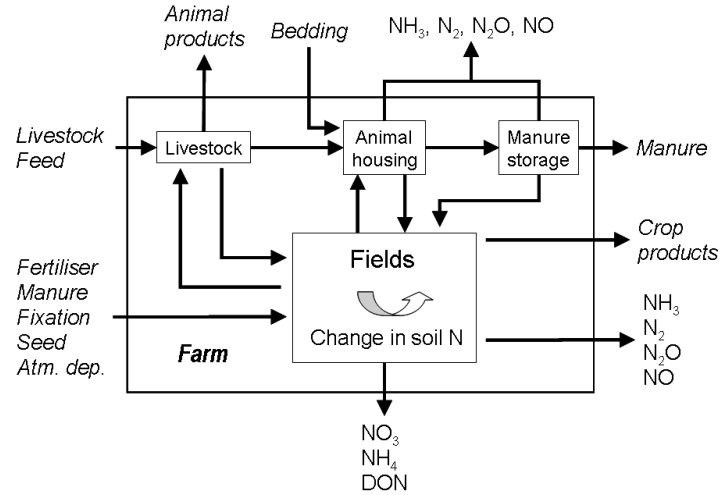 Animal
products
Bedding
NH₃, N₂, N₂O, NO
Livestock
Feed
Livestock
Animal
housing
Manure
storage
Manure
Crop
products
Fertiliser
Manure
Fixation
Seed
Atm. dep.
Farm
Fields
Change in soil N
NH₃
N₂
N₂O
NO
NO₃
NH₄
DON